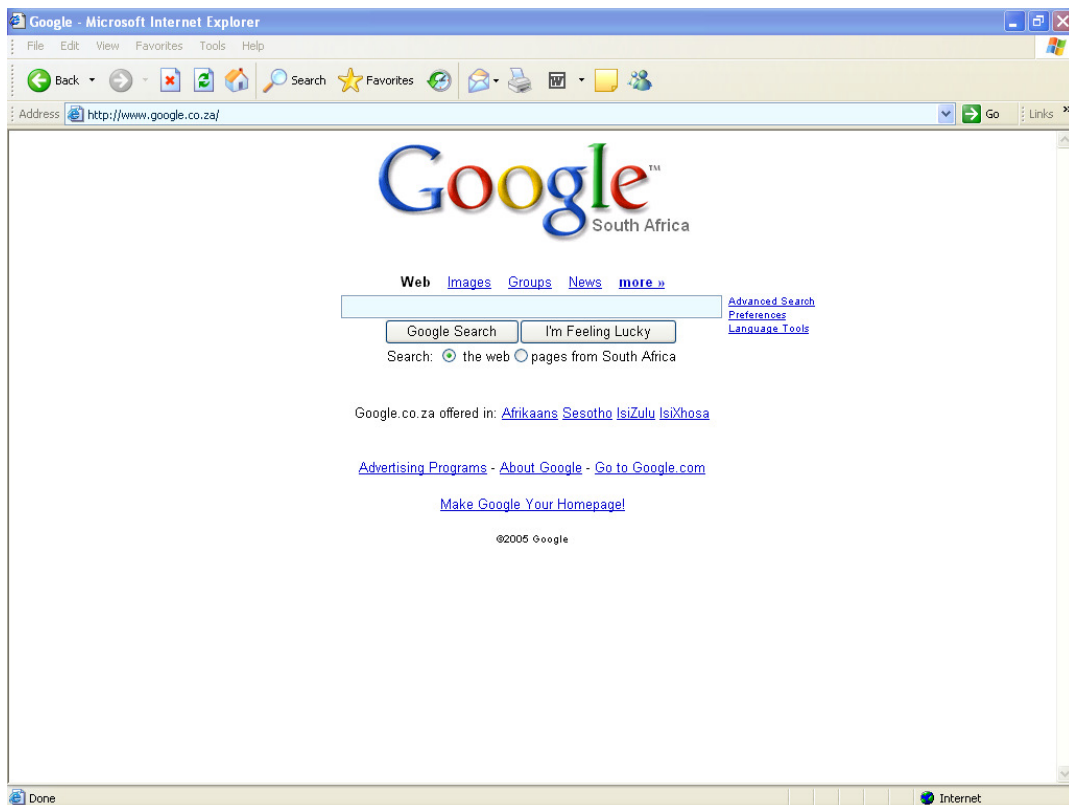 Google - Microsoft Internet Explorer
File Edit View Favorites Tools Help
Back Search Favorites
Address http://www.google.co.za/ Go Links »
Google™
South Africa
Web Images Groups News more »
Advanced Search
Preferences
Language Tools
Google Search I'm Feeling Lucky
Search: the web pages from South Africa
Google.co.za offered in: Afrikaans Sesotho IsiZulu IsiXhosa
Advertising Programs - About Google - Go to Google.com
Make Google Your Homepage!
©2005 Google
Done Internet